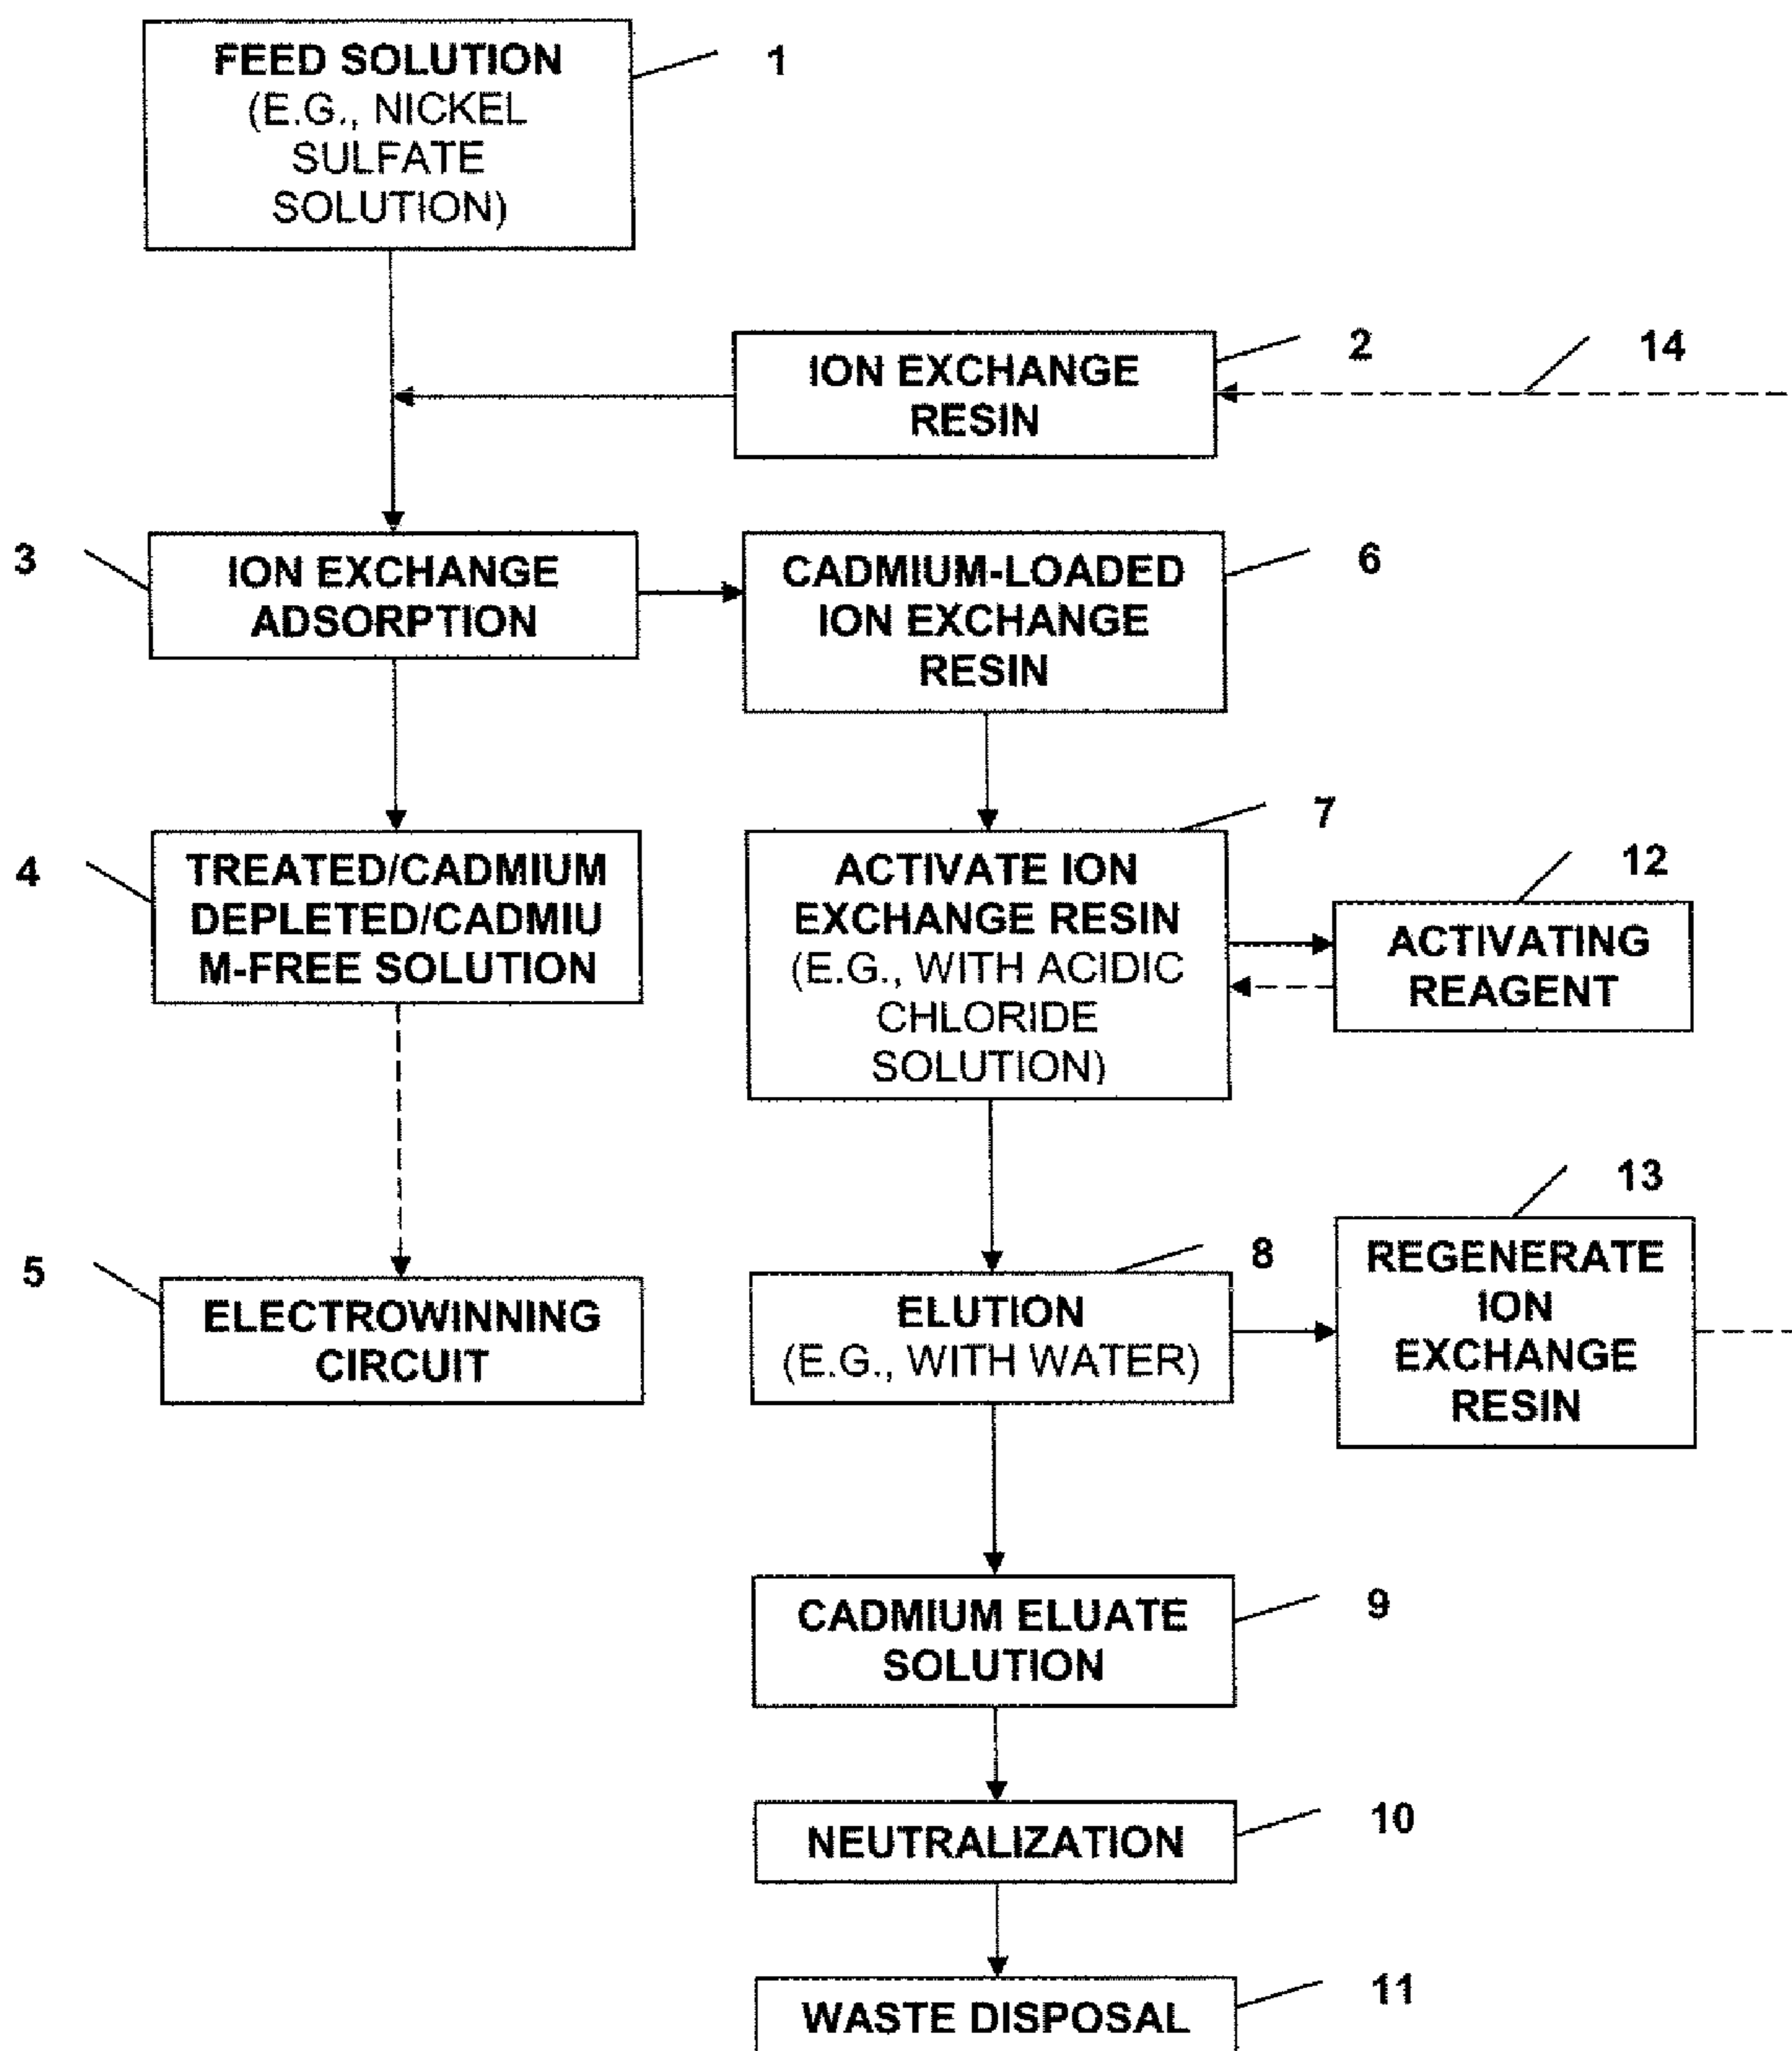 FEED SOLUTION
(E.G., NICKEL
SULFATE
SOLUTION)
1
ION EXCHANGE
RESIN
2
14
3
ION EXCHANGE
ADSORPTION
CADMIUM-LOADED
ION EXCHANGE
RESIN
6
4
TREATED/CADMIUM
DEPLETED/CADMIU
M-FREE SOLUTION
7
ACTIVATE ION
EXCHANGE RESIN
(E.G., WITH ACIDIC
CHLORIDE
SOLUTION)
12
ACTIVATING
REAGENT
5
ELECTROWINNING
CIRCUIT
8
ELUTION
(E.G., WITH WATER)
13
REGENERATE
ION
EXCHANGE
RESIN
CADMIUM ELUATE
SOLUTION
9
NEUTRALIZATION
10
WASTE DISPOSAL
11